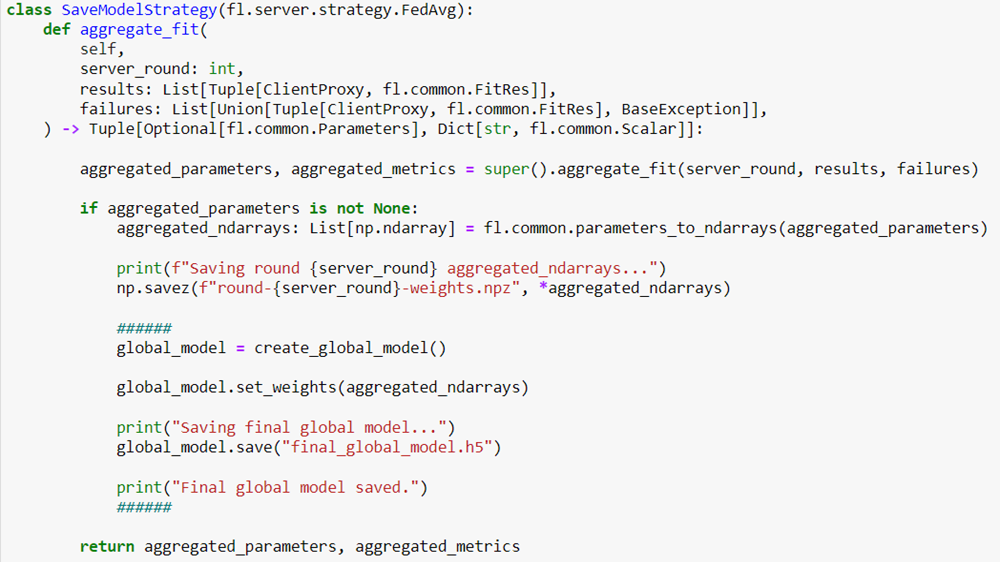 class SaveModelStrategy(fl.server.strategy.FedAvg):
    def aggregate_fit(
        self,
        server_round: int,
        results: List[Tuple[ClientProxy, fl.common.FitRes]],
        failures: List[Union[Tuple[ClientProxy, fl.common.FitRes], BaseException]],
    ) -> Tuple[Optional[fl.common.Parameters], Dict[str, fl.common.Scalar]]:
        aggregated_parameters, aggregated_metrics = super().aggregate_fit(server_round, results, failures)
        if aggregated_parameters is not None:
            aggregated_ndarrays: List[np.ndarray] = fl.common.parameters_to_ndarrays(aggregated_parameters)
            print(f"Saving round {server_round} aggregated_ndarrays...")
            np.savez(f"round-{server_round}-weights.npz", *aggregated_ndarrays)
            ######
            global_model = create_global_model()
            global_model.set_weights(aggregated_ndarrays)
            print("Saving final global model...")
            global_model.save("final_global_model.h5")
            print("Final global model saved.")
            ######
        return aggregated_parameters, aggregated_metrics